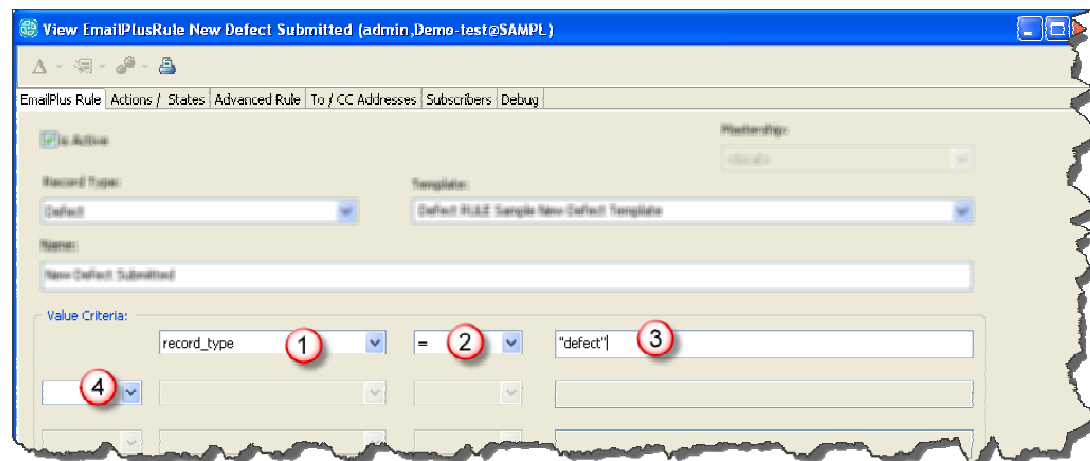 View EmailPlusRule New Defect Submitted (admin,Demo-test@SAMPL)
EmailPlus Rule Actions / States Advanced Rule To / CC Addresses Subscribers Debug
Is Active
Mastership:
<local>
Record Type:
Template:
Defect
Defect RULE Sample New Defect Template
Name:
New Defect Submitted
Value Criteria:
record_type 1 = 2 "defect" 3
4